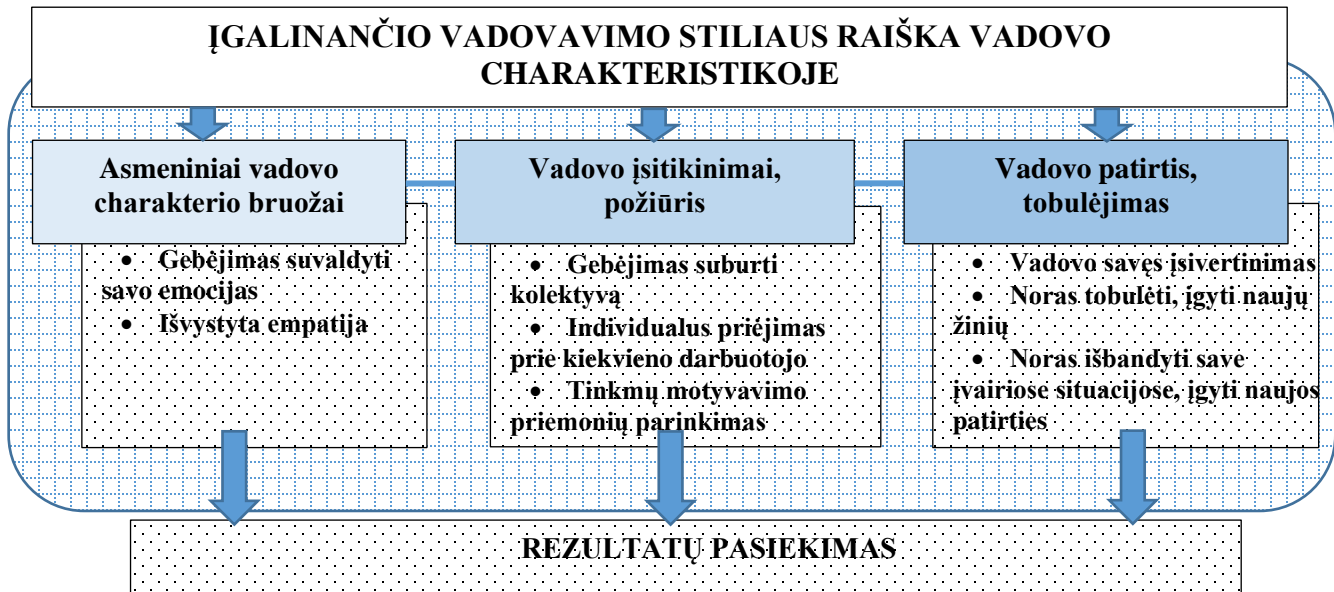 ĮGALINANČIO VADOVAVIMO STILIAUS RAIŠKA VADOVO
CHARAKTERISTIKOJE
Asmeniniai vadovo
charakterio bruožai
• Gebėjimas suvaldyti
savo emocijas
• Išvystyta empatija
Vadovo įsitikinimai,
požiūris
• Gebėjimas suburti
kolektyvą
• Individualus priėjimas
prie kiekvieno darbuotojo
• Tinkmų motyvavimo
priemonių parinkimas
Vadovo patirtis,
tobulėjimas
• Vadovo savęs įsivertinimas
• Noras tobulėti, įgyti naujų
žinių
• Noras išbandyti save
įvairiose situacijose, įgyti naujos
patirties
REZULTATŲ PASIEKIMAS